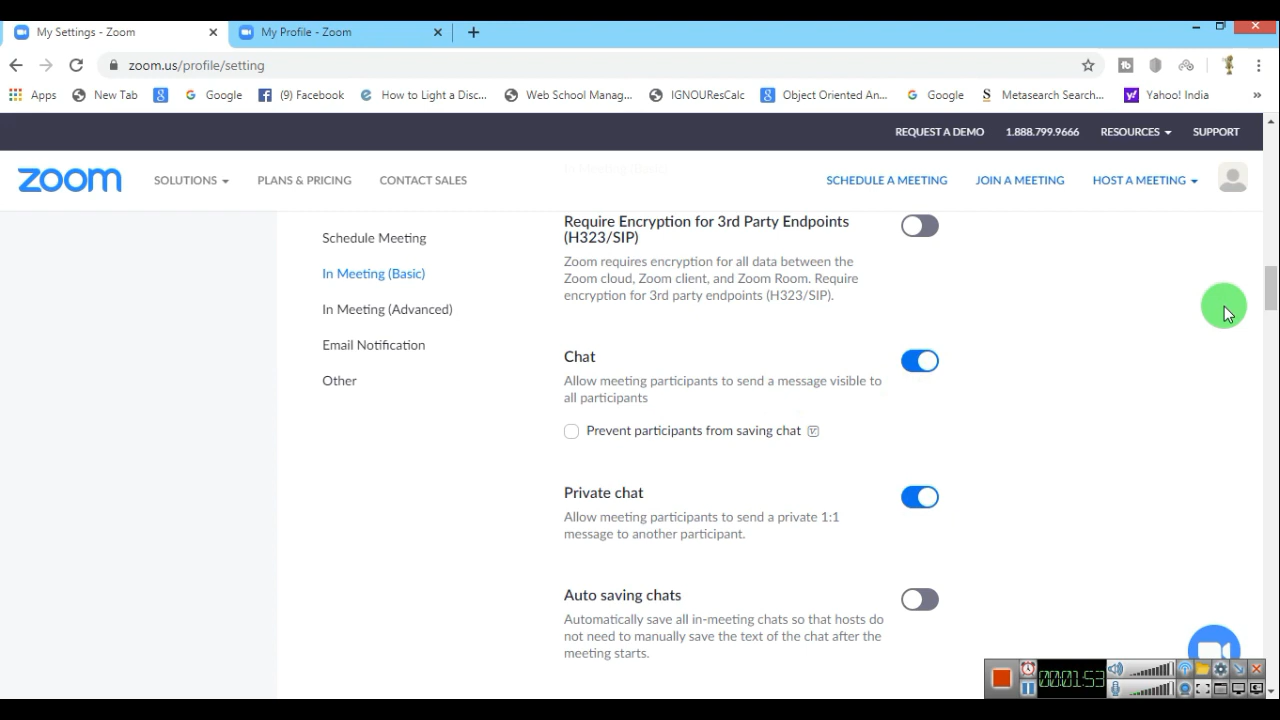 My Settings - Zoom
My Profile - Zoom
zoom.us/profile/setting
Apps
New Tab
Google
(9) Facebook
How to Light a Disc...
Web School Manag...
IGNOUResCalc
Object Oriented An...
Google
Metasearch Search...
Yahoo! India
»
REQUEST A DEMO
1.888.799.9666
RESOURCES
SUPPORT
zoom
SOLUTIONS
PLANS & PRICING
CONTACT SALES
In Meeting (Basic)
SCHEDULE A MEETING
JOIN A MEETING
HOST A MEETING
Schedule Meeting
In Meeting (Basic)
In Meeting (Advanced)
Email Notification
Other
Require Encryption for 3rd Party Endpoints
(H323/SIP)
Zoom requires encryption for all data between the
Zoom cloud, Zoom client, and Zoom Room. Require
encryption for 3rd party endpoints (H323/SIP).
Chat
Allow meeting participants to send a message visible to
all participants
Prevent participants from saving chat
Private chat
Allow meeting participants to send a private 1:1
message to another participant.
Auto saving chats
Automatically save all in-meeting chats so that hosts do
not need to manually save the text of the chat after the
meeting starts.
00:01:53